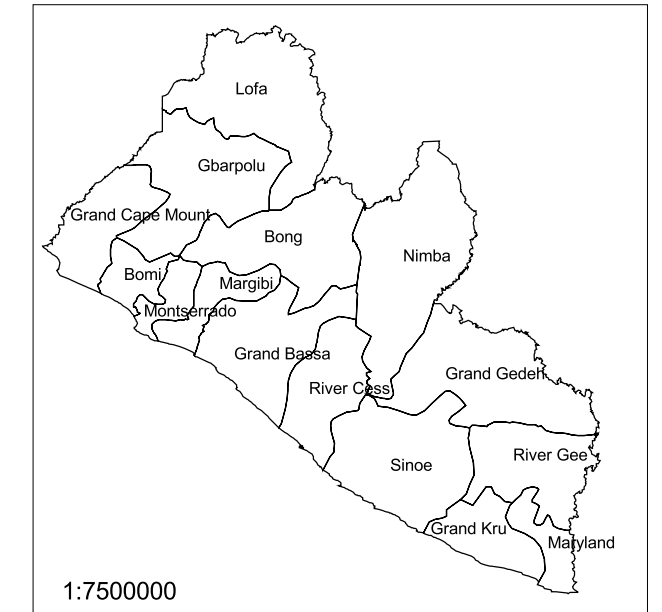 Lofa
Gbarpolu
Grand Cape Mount
Bong
Nimba
Bomi
Margibi
Montserrado
Grand Bassa
Grand Gedeh
River Cess
River Gee
Sinoe
Grand Kru
Maryland
1:7500000